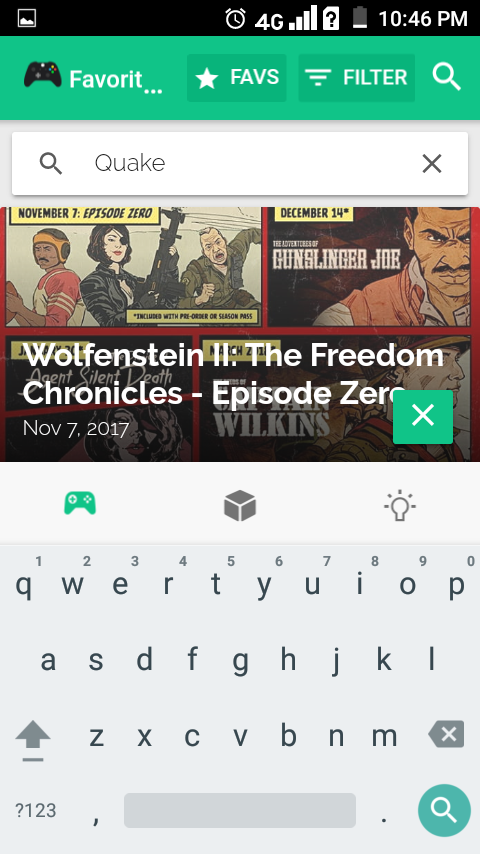 4G 10:46 PM
Favorit...
FAVS
FILTER
Quake
NOVEMBER 7: EPISODE ZERO
DECEMBER 14*
THE ADVENTURES OF
GUNSLINGER JOE
*INCLUDED WITH PRE-ORDER OR SEASON PASS
Wolfenstein II: The Freedom
Chronicles - Episode Zero
Agent Silent Death
CAPTAIN
WILKINS
Nov 7, 2017
1 2 3 4 5 6 7 8 9 0
q w e r t y u i o p
a s d f g h j k l
z x c v b n m
?123 , .